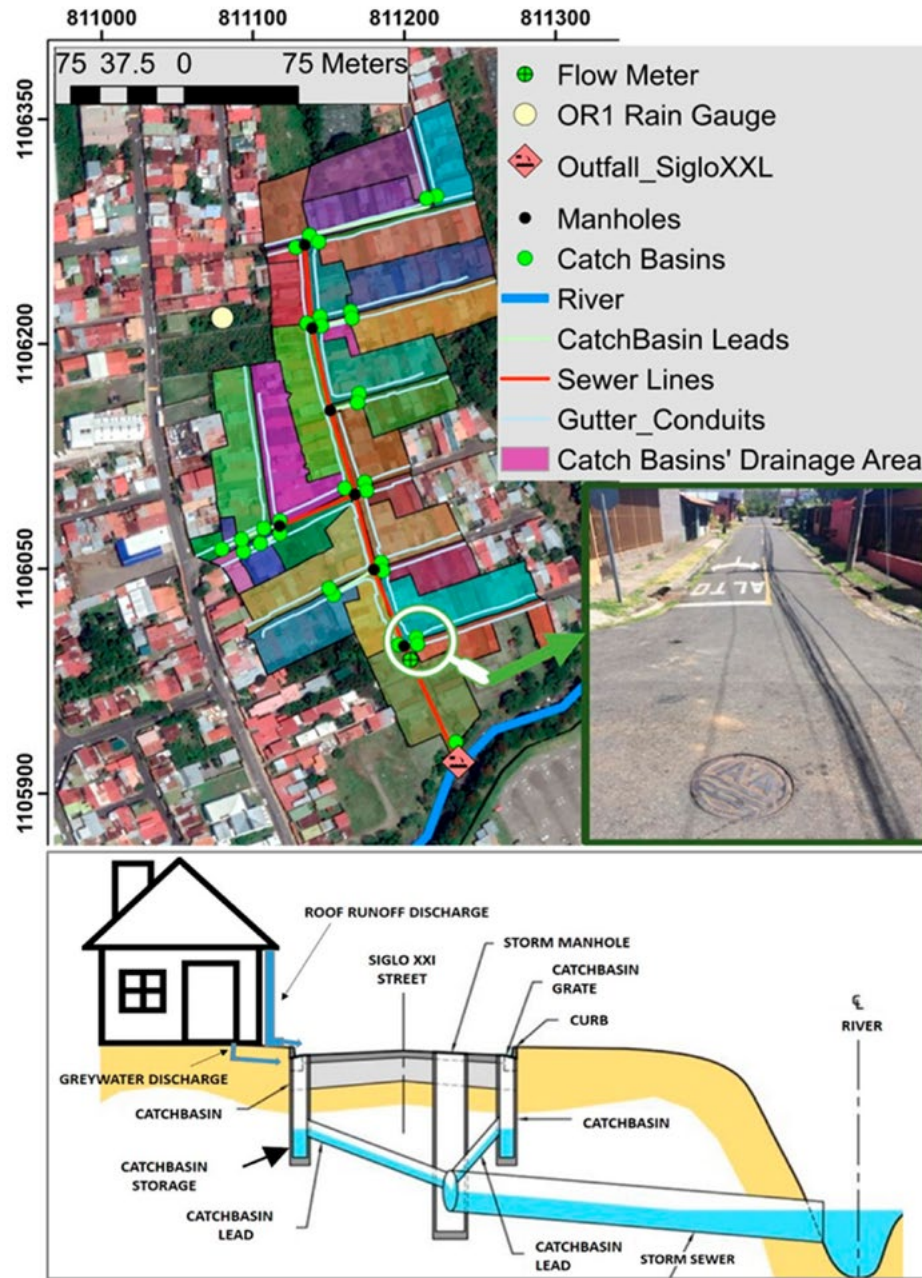 811000 811100 811200 811300
75 37.5 0 75 Meters
1106350
1106200
1106050
1105900
Flow Meter
OR1 Rain Gauge
Outfall_SigloXXL
Manholes
Catch Basins
River
CatchBasin Leads
Sewer Lines
Gutter_Conduits
Catch Basins' Drainage Area
ALTO
AYA
ROOF RUNOFF DISCHARGE
SIGLO XXI
STREET
STORM MANHOLE
CATCHBASIN
GRATE
CURB
℄
RIVER
GREYWATER DISCHARGE
CATCHBASIN
CATCHBASIN
CATCHBASIN
STORAGE
CATCHBASIN
LEAD
CATCHBASIN
LEAD
STORM SEWER